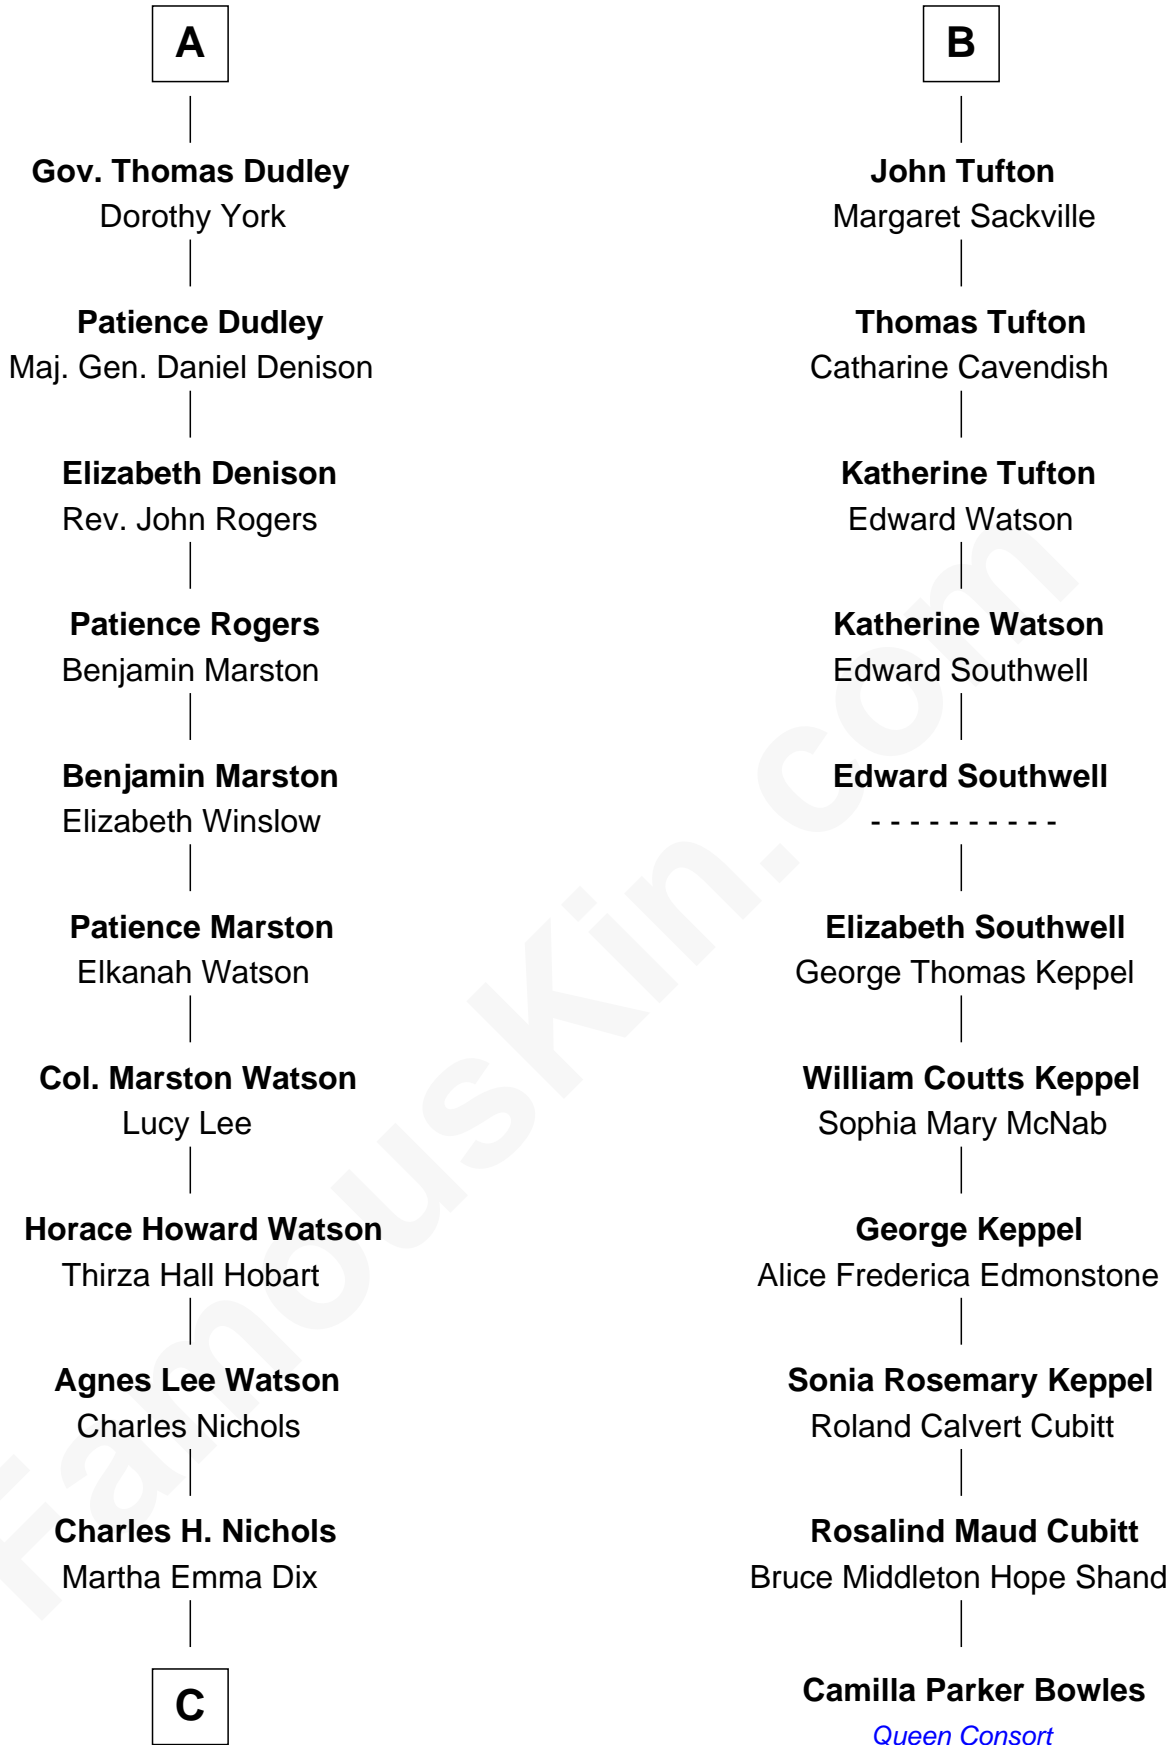 A
Gov. Thomas Dudley
Dorothy York
Patience Dudley
Maj. Gen. Daniel Denison
Elizabeth Denison
Rev. John Rogers
Patience Rogers
Benjamin Marston
Benjamin Marston
Elizabeth Winslow
Patience Marston
Elkanah Watson
Col. Marston Watson
Lucy Lee
Horace Howard Watson
Thirza Hall Hobart
Agnes Lee Watson
Charles Nichols
Charles H. Nichols
Martha Emma Dix
C
B
John Tufton
Margaret Sackville
Thomas Tufton
Catharine Cavendish
Katherine Tufton
Edward Watson
Katherine Watson
Edward Southwell
Edward Southwell
- - - - - - - - - -
Elizabeth Southwell
George Thomas Keppel
William Coutts Keppel
Sophia Mary McNab
George Keppel
Alice Frederica Edmonstone
Sonia Rosemary Keppel
Roland Calvert Cubitt
Rosalind Maud Cubitt
Bruce Middleton Hope Shand
Camilla Parker Bowles
Queen Consort
FamousKin.com